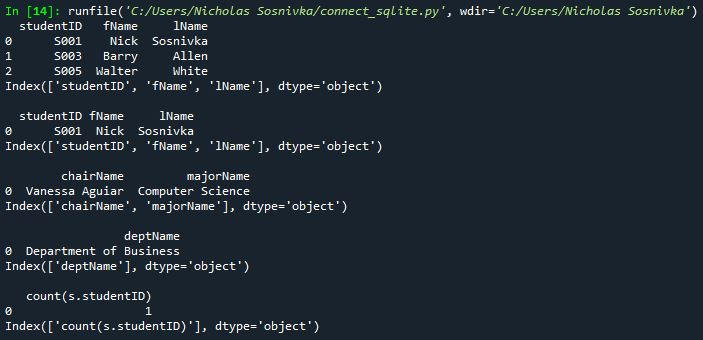 In [14]: runfile('C:/Users/Nicholas Sosnivka/connect_sqlite.py', wdir='C:/Users/Nicholas Sosnivka')
  studentID   fName     lName
0      S001    Nick  Sosnivka
1      S003   Barry     Allen
2      S005  Walter     White
Index(['studentID', 'fName', 'lName'], dtype='object')
  studentID fName     lName
0      S001  Nick  Sosnivka
Index(['studentID', 'fName', 'lName'], dtype='object')
        chairName         majorName
0  Vanessa Aguiar  Computer Science
Index(['chairName', 'majorName'], dtype='object')
                 deptName
0  Department of Business
Index(['deptName'], dtype='object')
   count(s.studentID)
0                   1
Index(['count(s.studentID)'], dtype='object')